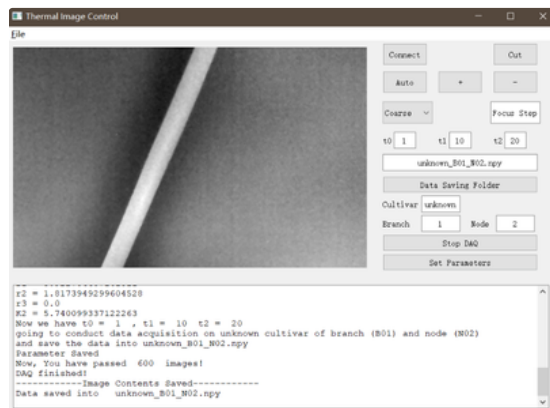 Thermal Image Control
File
Connect
Cut
Auto
+
-
Coarse
Focus Step
t0 1 t1 10 t2 20
unknown_B01_N02.npy
Data Saving Folder
Cultivar unknown
Branch 1 Node 2
Stop DAQ
Set Parameters
r2 = 1.8173949299604528
r3 = 0.0
K2 = 5.740099337122263
Now we have t0 = 1 , t1 = 10 t2 = 20
going to conduct data acquisition on unknown cultivar of branch (B01) and node (N02)
and save the data into unknown_B01_N02.npy
Parameter Saved
Now, You have passed 600 images!
DAQ finished!
------------Image Contents Saved------------
Data saved into unknown_B01_N02.npy